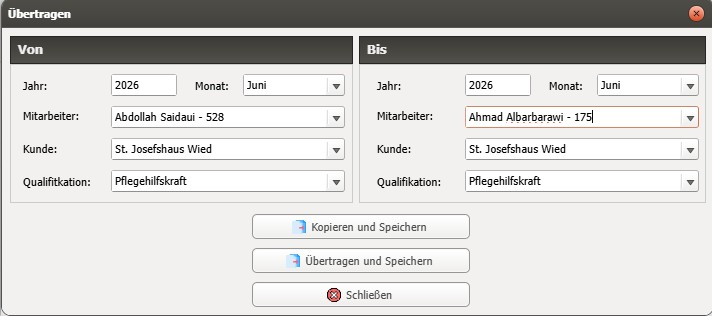 Übertragen
Von
Jahr: 2026 Monat: Juni
Mitarbeiter: Abdollah Saidaui - 528
Kunde: St. Josefshaus Wied
Qualifitkation: Pflegehilfskraft
Bis
Jahr: 2026 Monat: Juni
Mitarbeiter: Ahmad Albarbarawi - 175
Kunde: St. Josefshaus Wied
Qualifikation: Pflegehilfskraft
Kopieren und Speichern
Übertragen und Speichern
Schließen